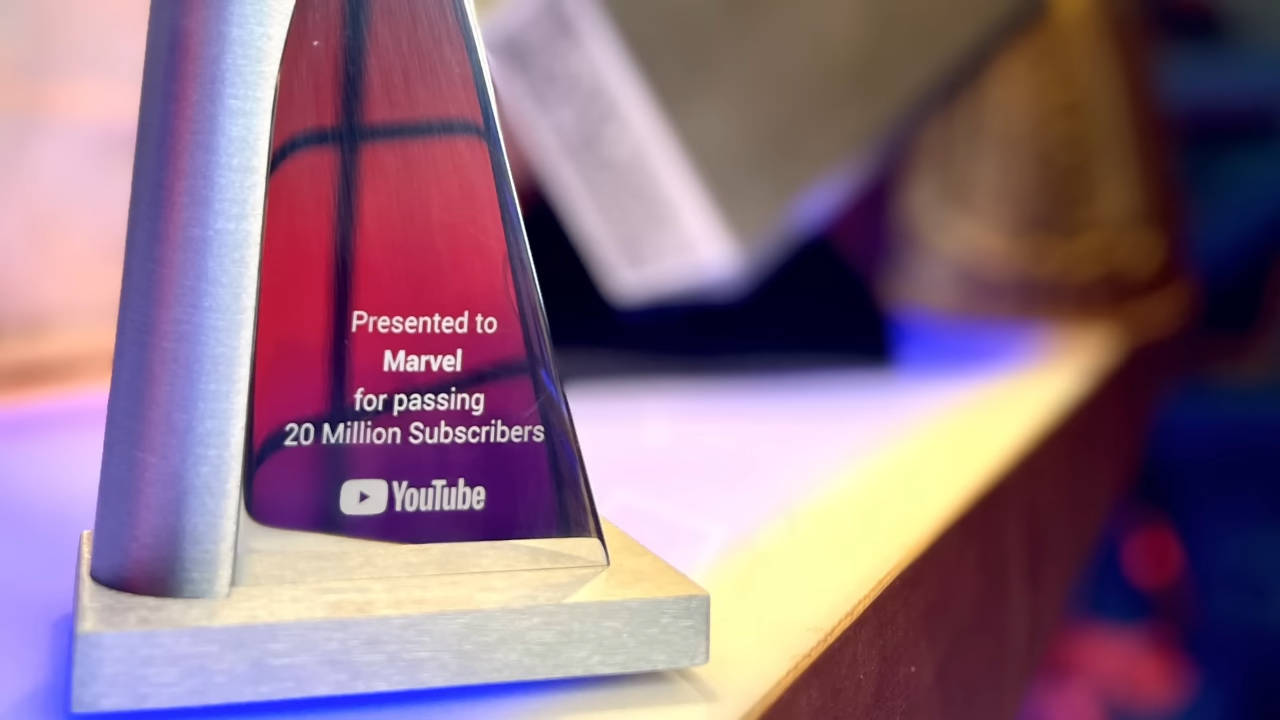 Presented to
Marvel
for passing
20 Million Subscribers
YouTube